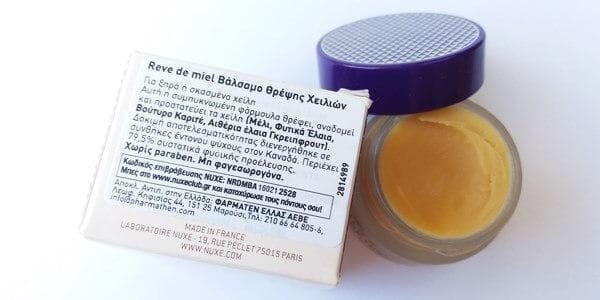 Reve de miel Βάλσαμο Θρέψης Χειλιών
Για ξηρά ή σκασμένα χείλη
Αυτή η συμπυκνωμένη φόρμουλα θρέφει, αναδομεί
και προστατεύει τα χείλη (Μέλι, Φυτικά Έλαια,
Βούτυρο Καριτέ, Αιθέρια έλαια Γκρειπφρουτ).
Δοκιμή αποτελεσματικότητας διενεργήθηκε σε
συνθήκες έντονου ψύχους στον Καναδά. Περιέχει
79.5% συστατικά φυσικής προέλευσης.
Χωρίς paraben. Μη φαγεσωρογόνα.
Κωδικός επιβράβευσης NUXE: NRDMBA 16021 2528
Μπες στο www.nuxeclub.gr και κατοχύρωσε τους πόντους σου!
Αποκλ. Αντιπ. στην Ελλάδα: ΦΑΡΜΑΤΕΝ ΕΛΛΑΣ ΑΕΒΕ
Λεωφ. Κηφισίας 44, 151 25 Μαρούσι, Τηλ: 210 66 64 805-6,
info@pharmathen.com
2814989
MADE IN FRANCE
LABORATOIRE NUXE - 19, RUE PÉCLET 75015 PARIS
WWW.NUXE.COM